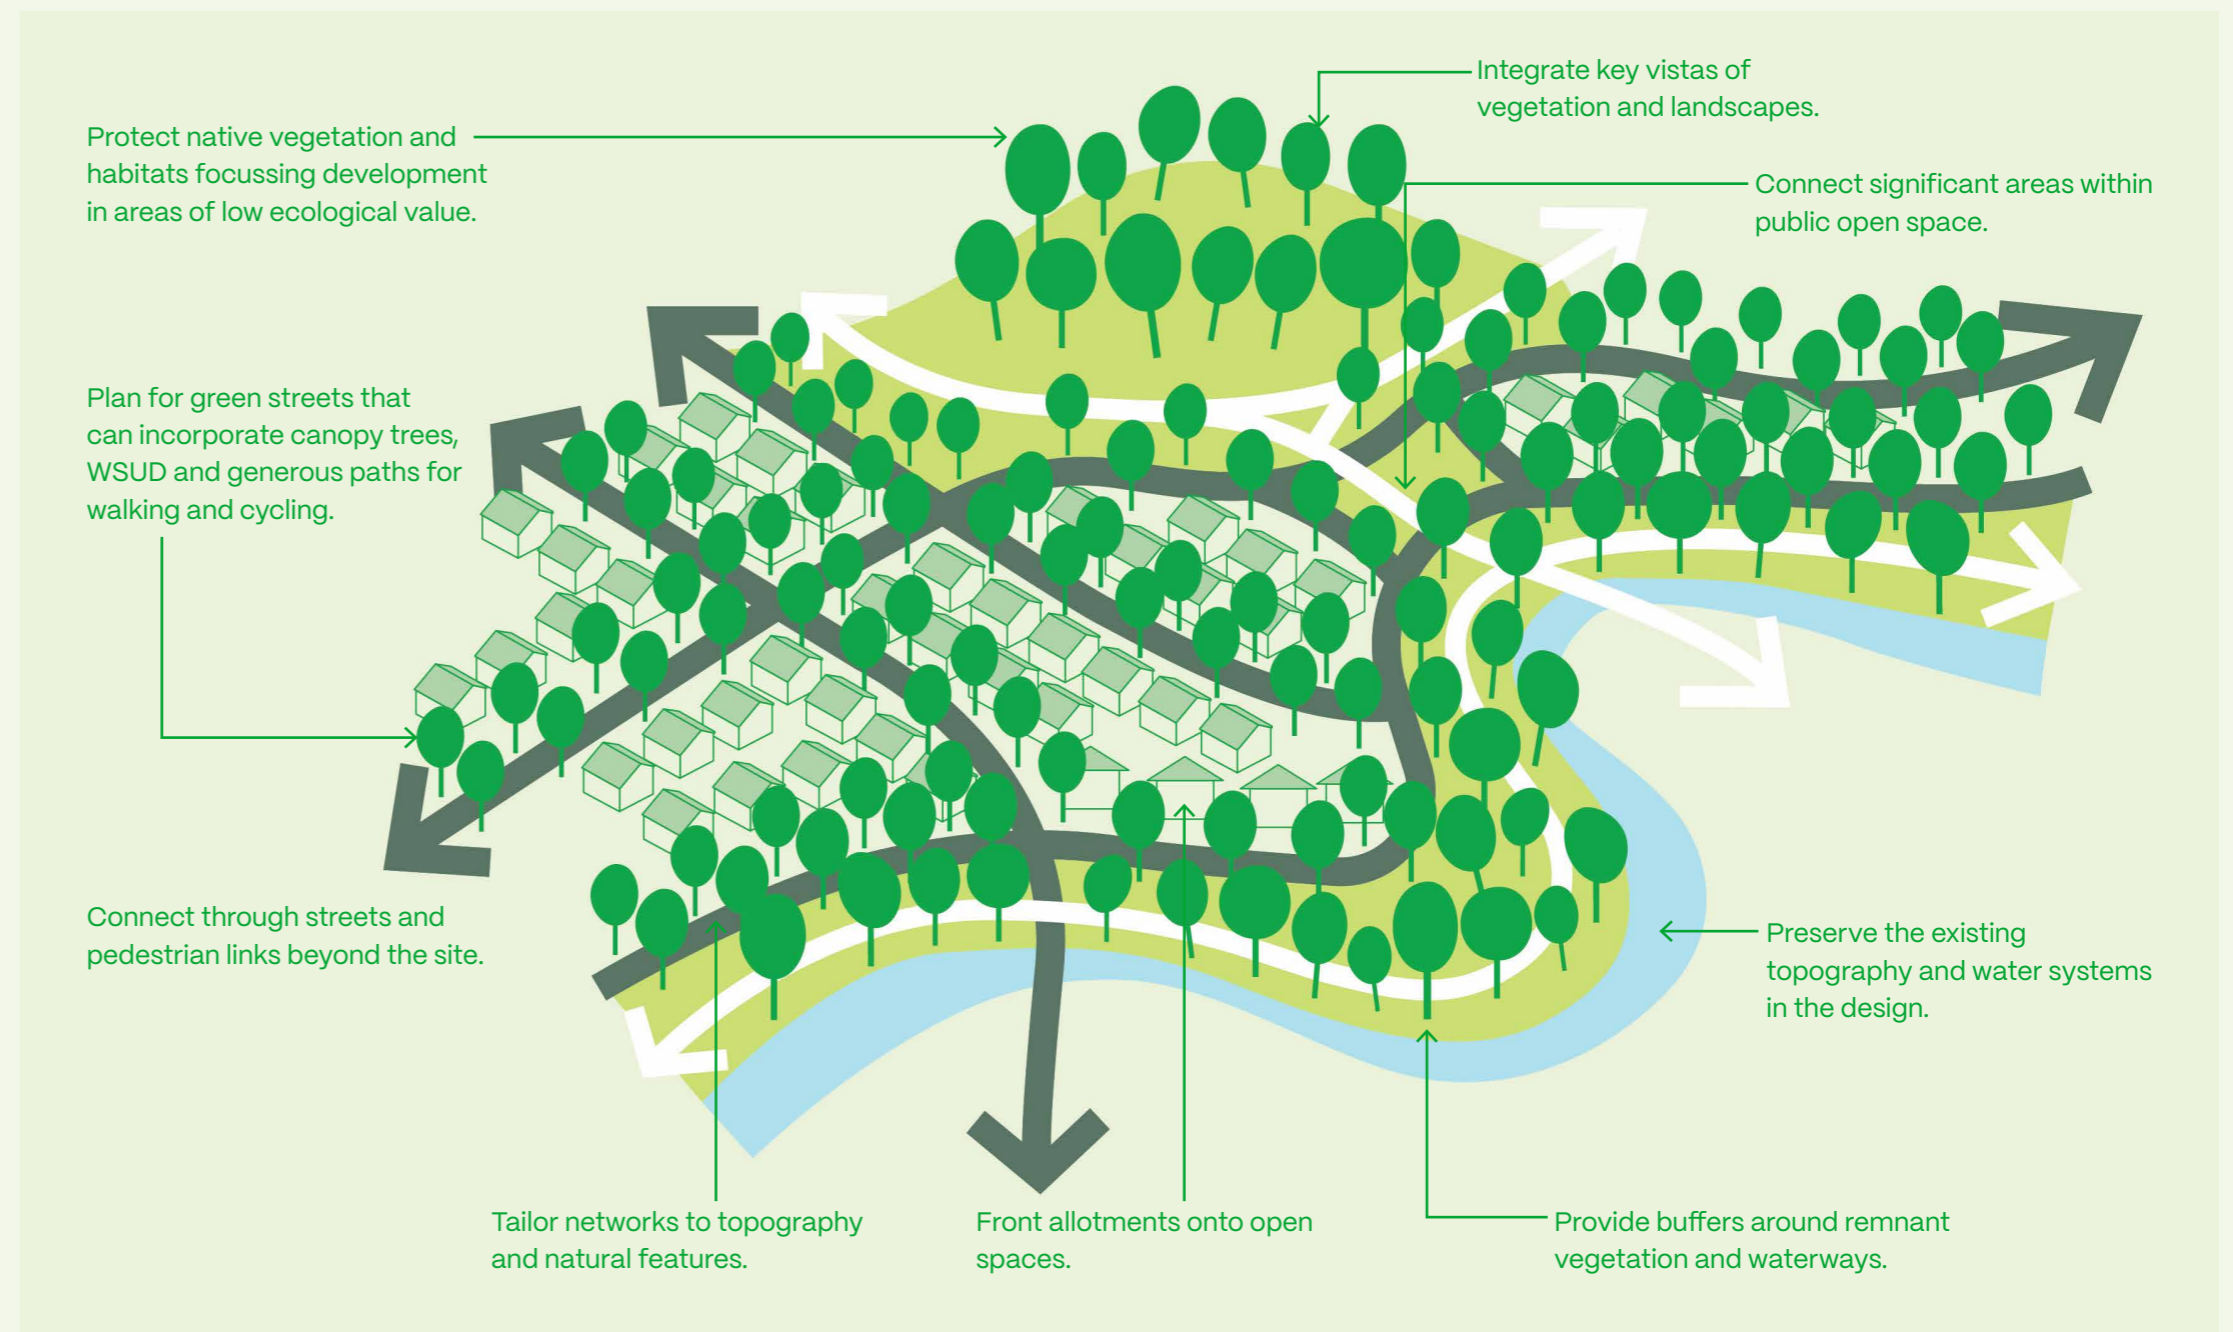 Integrate key vistas of
vegetation and landscapes.
Protect native vegetation and
habitats focussing development
in areas of low ecological value.
Connect significant areas within
public open space.
Plan for green streets that
can incorporate canopy trees,
WSUD and generous paths for
walking and cycling.
Connect through streets and
pedestrian links beyond the site.
Preserve the existing
topography and water systems
in the design.
Tailor networks to topography
and natural features.
Front allotments onto open
spaces.
Provide buffers around remnant
vegetation and waterways.